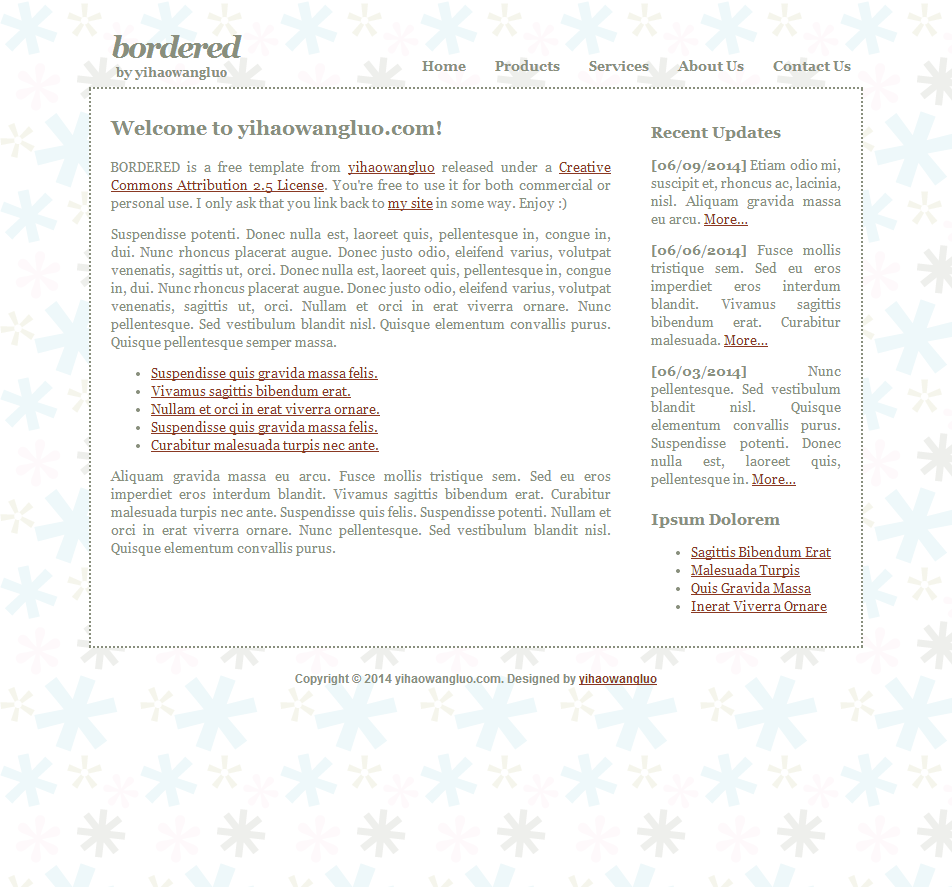 bordered
by yihaowangluo
Home Products Services About Us Contact Us
Welcome to yihaowangluo.com!
BORDERED is a free template from yihaowangluo released under a Creative
Commons Attribution 2.5 License. You're free to use it for both commercial or
personal use. I only ask that you link back to my site in some way. Enjoy :)
Suspendisse potenti. Donec nulla est, laoreet quis, pellentesque in, congue in,
dui. Nunc rhoncus placerat augue. Donec justo odio, eleifend varius, volutpat
venenatis, sagittis ut, orci. Donec nulla est, laoreet quis, pellentesque in, congue
in, dui. Nunc rhoncus placerat augue. Donec justo odio, eleifend varius, volutpat
venenatis, sagittis ut, orci. Nullam et orci in erat viverra ornare. Nunc
pellentesque. Sed vestibulum blandit nisl. Quisque elementum convallis purus.
Quisque pellentesque semper massa.
• Suspendisse quis gravida massa felis.
• Vivamus sagittis bibendum erat.
• Nullam et orci in erat viverra ornare.
• Suspendisse quis gravida massa felis.
• Curabitur malesuada turpis nec ante.
Aliquam gravida massa eu arcu. Fusce mollis tristique sem. Sed eu eros
imperdiet eros interdum blandit. Vivamus sagittis bibendum erat. Curabitur
malesuada turpis nec ante. Suspendisse quis felis. Suspendisse potenti. Nullam et
orci in erat viverra ornare. Nunc pellentesque. Sed vestibulum blandit nisl.
Quisque elementum convallis purus.
Recent Updates
[06/09/2014] Etiam odio mi,
suscipit et, rhoncus ac, lacinia,
nisl. Aliquam gravida massa
eu arcu. More...
[06/06/2014] Fusce mollis
tristique sem. Sed eu eros
imperdiet eros interdum
blandit. Vivamus sagittis
bibendum erat. Curabitur
malesuada. More...
[06/03/2014] Nunc
pellentesque. Sed vestibulum
blandit nisl. Quisque
elementum convallis purus.
Suspendisse potenti. Donec
nulla est, laoreet quis,
pellentesque in. More...
Ipsum Dolorem
• Sagittis Bibendum Erat
• Malesuada Turpis
• Quis Gravida Massa
• Inerat Viverra Ornare
Copyright © 2014 yihaowangluo.com. Designed by yihaowangluo